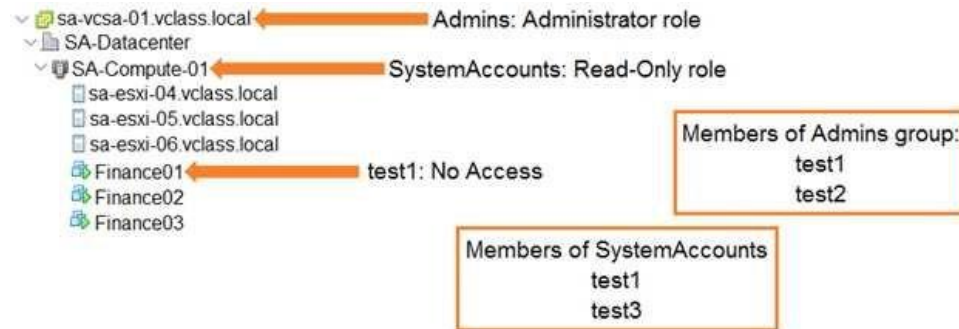 sa-vcsa-01.vclass.local Admins: Administrator role
SA-Datacenter
SA-Compute-01 SystemAccounts: Read-Only role
sa-esxi-04.vclass.local
sa-esxi-05.vclass.local
sa-esxi-06.vclass.local
Finance01 test1: No Access
Finance02
Finance03
Members of Admins group:
test1
test2
Members of SystemAccounts
test1
test3